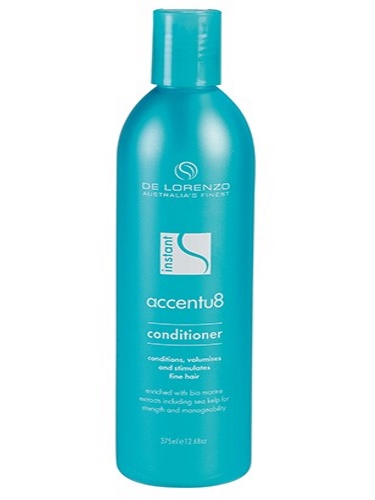 DE LORENZO
AUSTRALIA'S FINEST
instant
accentu8
conditioner
conditions, volumises
and stimulates
fine hair
enriched with bio marine
extracts including sea kelp for
strength and manageability
375ml e 12.68oz